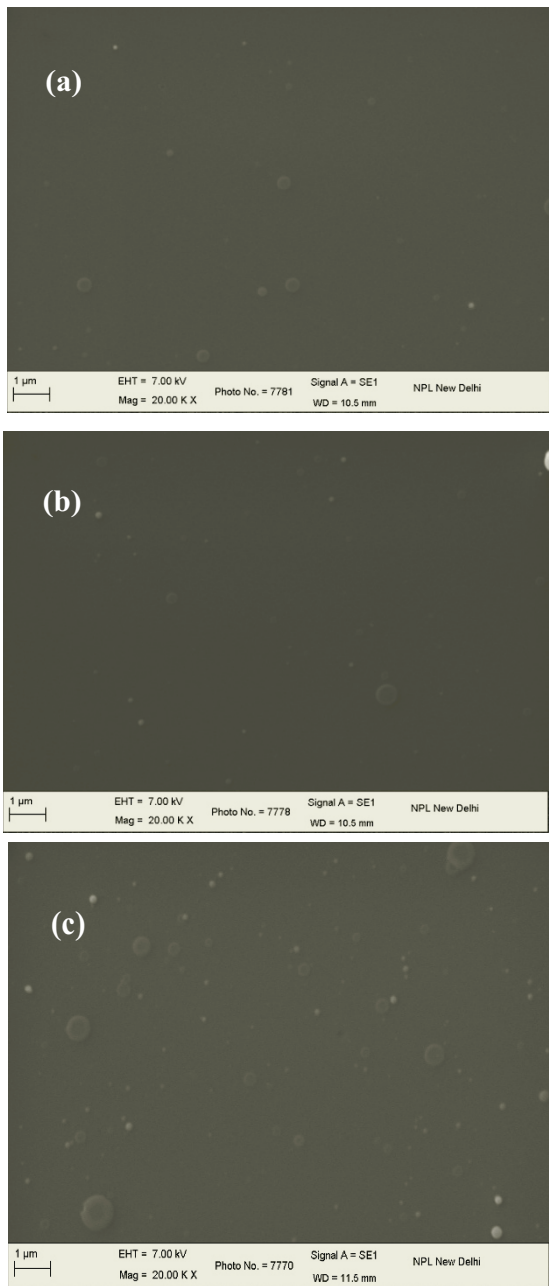 (a)
1 µm EHT = 7.00 kV Photo No. = 7781 Signal A = SE1 NPL New Delhi
Mag = 20.00 K X WD = 10.5 mm
(b)
1 µm EHT = 7.00 kV Photo No. = 7778 Signal A = SE1 NPL New Delhi
Mag = 20.00 K X WD = 10.5 mm
(c)
1 µm EHT = 7.00 kV Photo No. = 7770 Signal A = SE1 NPL New Delhi
Mag = 20.00 K X WD = 11.5 mm